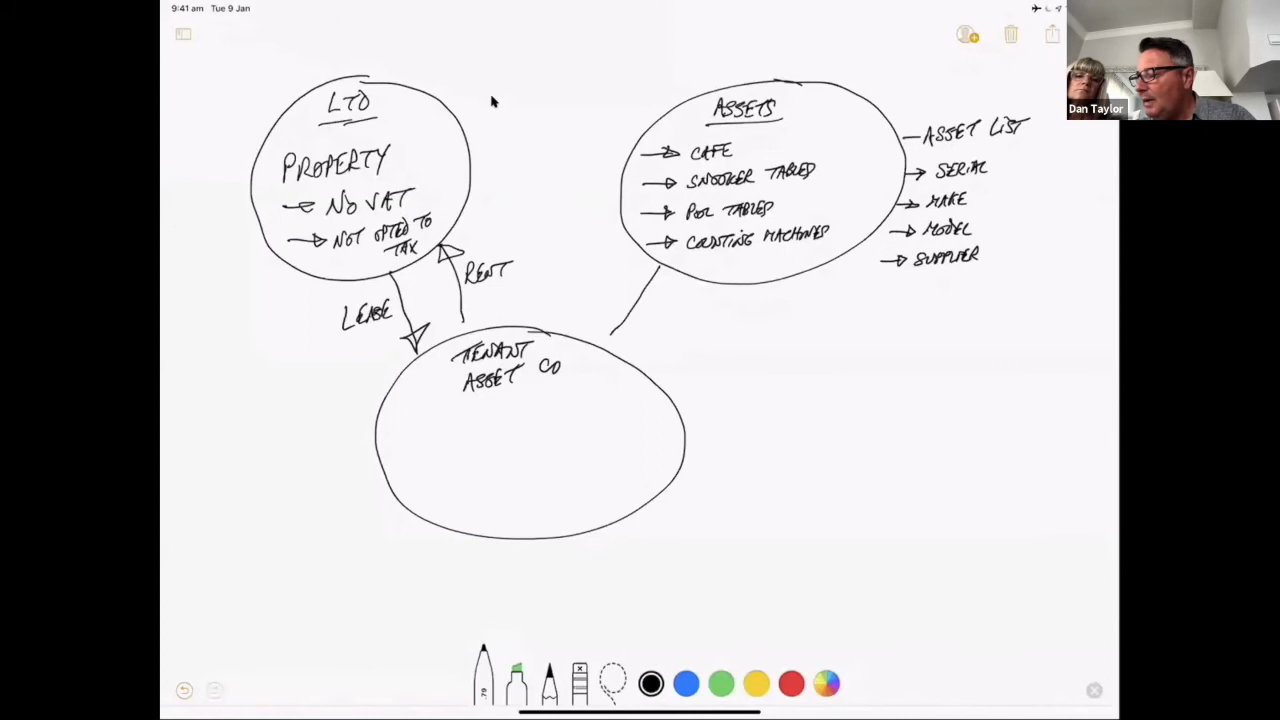 9:41 am Tue 9 Jan
LTD
PROPERTY
NO VAT
NOT OPTED TO
TAX
LEASE
RENT
ASSETS
CAFE
SNOOKER TABLES
POOL TABLES
COUNTING MACHINES
ASSET LIST
SERIAL
MAKE
MODEL
SUPPLIER
TENANT
ASSET CO
Dan Taylor
.70